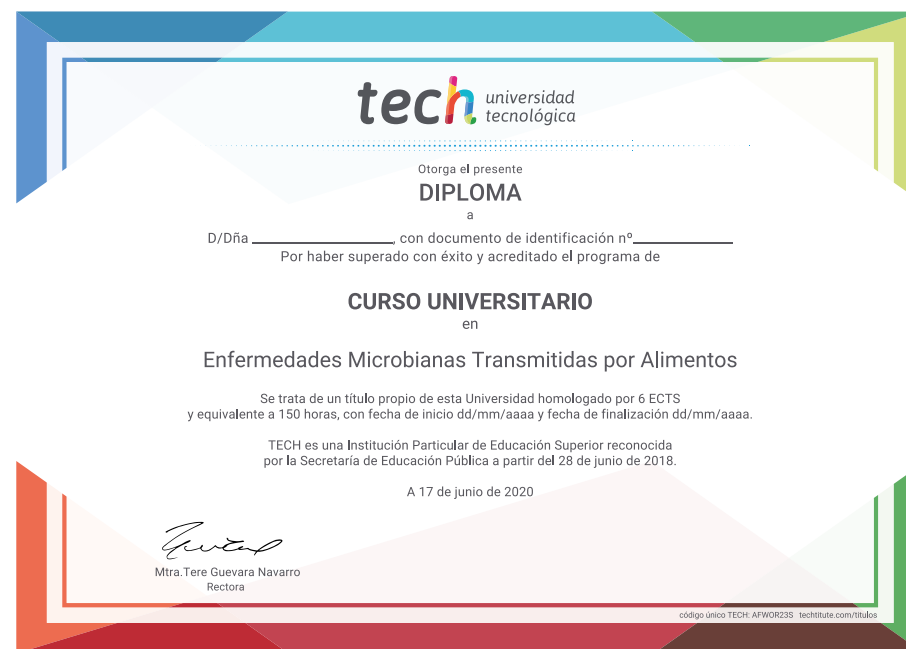 tech universidad
tecnológica
Otorga el presente
DIPLOMA
a
D/Dña ____________________, con documento de identificación nº______________
Por haber superado con éxito y acreditado el programa de
CURSO UNIVERSITARIO
en
Enfermedades Microbianas Transmitidas por Alimentos
Se trata de un título propio de esta Universidad homologado por 6 ECTS
y equivalente a 150 horas, con fecha de inicio dd/mm/aaaa y fecha de finalización dd/mm/aaaa.
TECH es una Institución Particular de Educación Superior reconocida
por la Secretaría de Educación Pública a partir del 28 de junio de 2018.
A 17 de junio de 2020
Mtra.Tere Guevara Navarro
Rectora
código único TECH: AFWOR23S techtitute.com/titulos